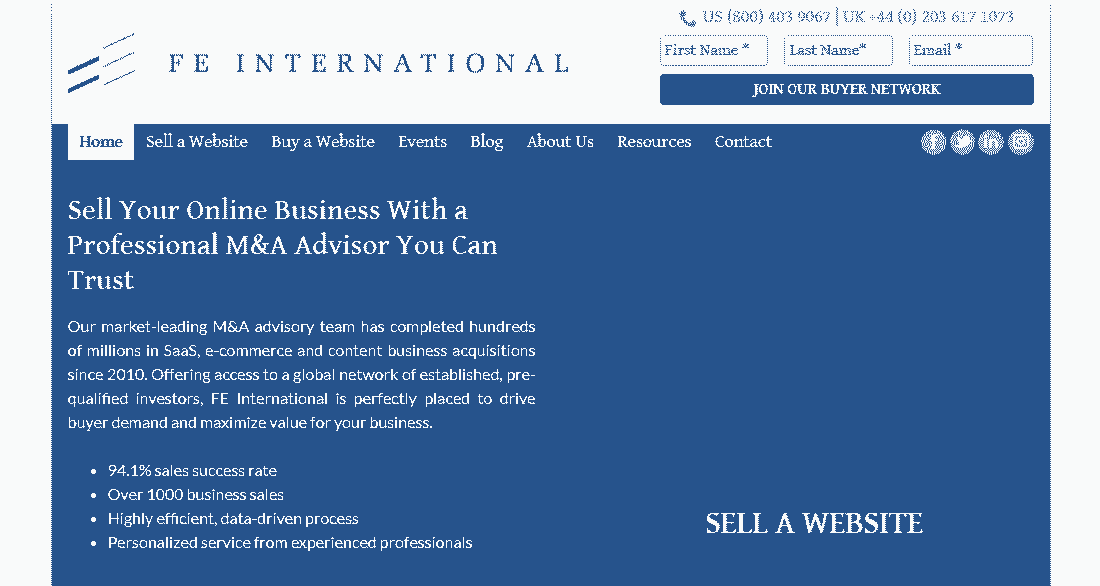 US (800) 403 9067 | UK +44 (0) 203 617 1073
FE INTERNATIONAL
First Name * Last Name* Email *
JOIN OUR BUYER NETWORK
Home Sell a Website Buy a Website Events Blog About Us Resources Contact
Sell Your Online Business With a
Professional M&A Advisor You Can
Trust
Our market-leading M&A advisory team has completed hundreds
of millions in SaaS, e-commerce and content business acquisitions
since 2010. Offering access to a global network of established, pre-
qualified investors, FE International is perfectly placed to drive
buyer demand and maximize value for your business.
• 94.1% sales success rate
• Over 1000 business sales
• Highly efficient, data-driven process
• Personalized service from experienced professionals
SELL A WEBSITE